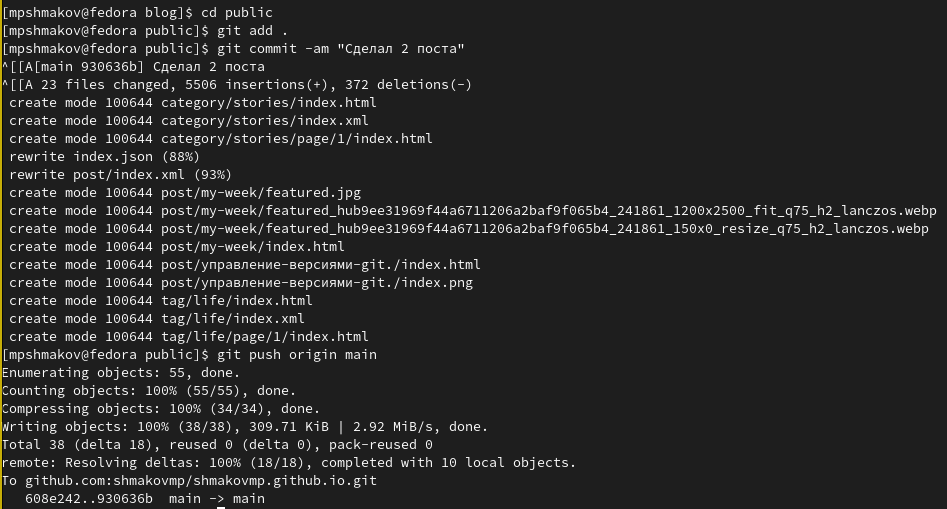 [mpshmakov@fedora blog]$ cd public
[mpshmakov@fedora public]$ git add .
[mpshmakov@fedora public]$ git commit -am "Сделал 2 поста"
^[[A[main 930636b] Сделал 2 поста
^[[A 23 files changed, 5506 insertions(+), 372 deletions(-)
 create mode 100644 category/stories/index.html
 create mode 100644 category/stories/index.xml
 create mode 100644 category/stories/page/1/index.html
 rewrite index.json (88%)
 rewrite post/index.xml (93%)
 create mode 100644 post/my-week/featured.jpg
 create mode 100644 post/my-week/featured_hub9ee31969f44a6711206a2baf9f065b4_241861_1200x2500_fit_q75_h2_lanczos.webp
 create mode 100644 post/my-week/featured_hub9ee31969f44a6711206a2baf9f065b4_241861_150x0_resize_q75_h2_lanczos.webp
 create mode 100644 post/my-week/index.html
 create mode 100644 post/управление-версиями-git./index.html
 create mode 100644 post/управление-версиями-git./index.png
 create mode 100644 tag/life/index.html
 create mode 100644 tag/life/index.xml
 create mode 100644 tag/life/page/1/index.html
[mpshmakov@fedora public]$ git push origin main
Enumerating objects: 55, done.
Counting objects: 100% (55/55), done.
Compressing objects: 100% (34/34), done.
Writing objects: 100% (38/38), 309.71 KiB | 2.92 MiB/s, done.
Total 38 (delta 18), reused 0 (delta 0), pack-reused 0
remote: Resolving deltas: 100% (18/18), completed with 10 local objects.
To github.com:shmakovmp/shmakovmp.github.io.git
   608e242..930636b  main -> main